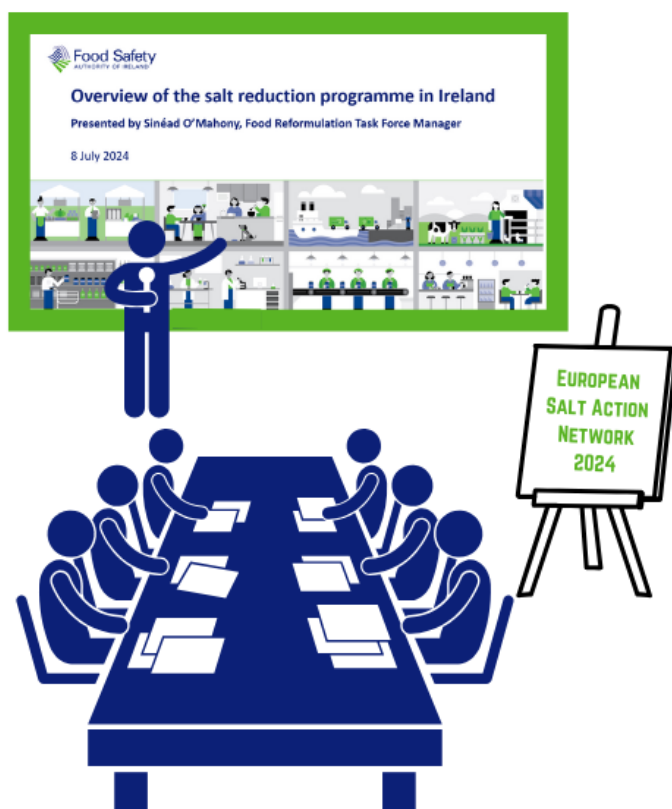 Food Safety
AUTHORITY OF IRELAND
Overview of the salt reduction programme in Ireland
Presented by Sinéad O'Mahony, Food Reformulation Task Force Manager
8 July 2024
EUROPEAN
SALT ACTION
NETWORK
2024